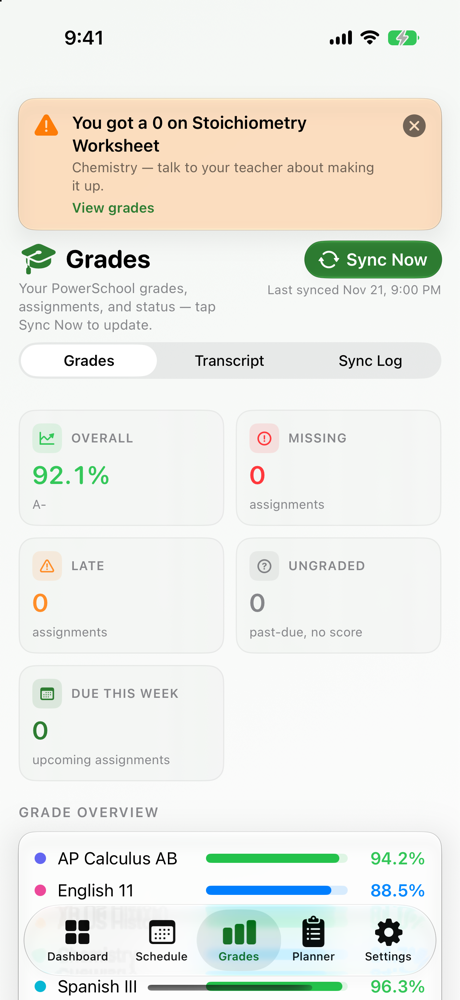 9:41
You got a 0 on Stoichiometry
Worksheet
Chemistry — talk to your teacher about making
it up.
View grades
Grades
Sync Now
Your PowerSchool grades,
assignments, and status — tap
Sync Now to update.
Last synced Nov 21, 9:00 PM
Grades
Transcript
Sync Log
OVERALL
92.1%
A-
MISSING
0
assignments
LATE
0
assignments
UNGRADED
0
past-due, no score
DUE THIS WEEK
0
upcoming assignments
GRADE OVERVIEW
AP Calculus AB 94.2%
English 11 88.5%
Dashboard
Schedule
Grades
Planner
Settings
Spanish III 96.3%